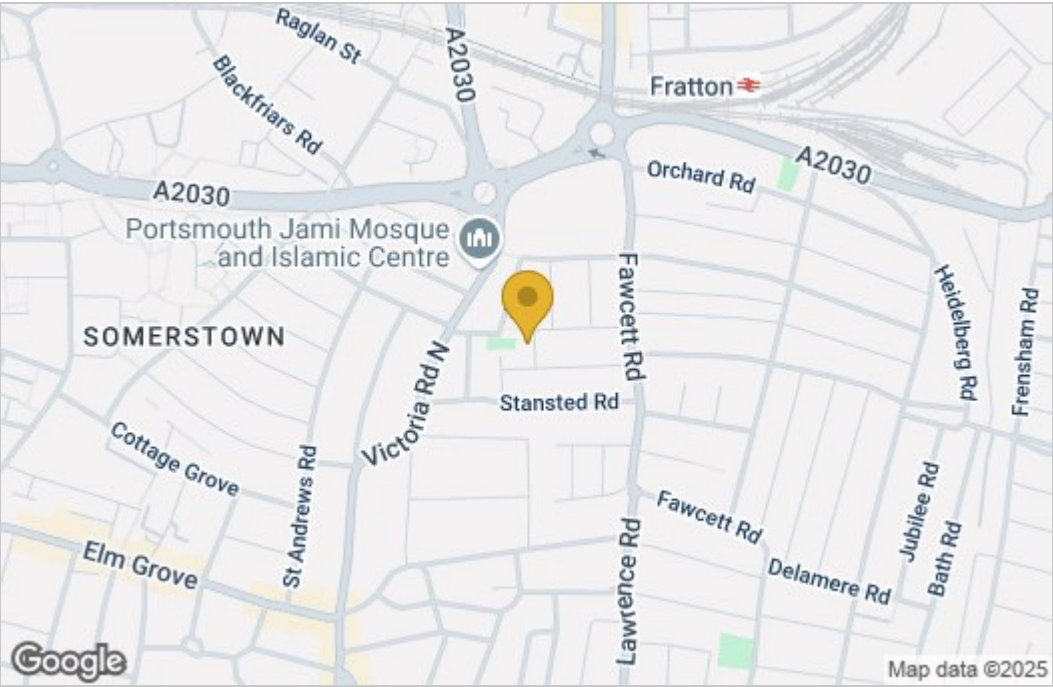 Raglan St
A2030
Fratton
Blackfriars Rd
A2030
Orchard Rd
A2030
Portsmouth Jami Mosque
and Islamic Centre
Fawcett Rd
Heidelberg Rd
Frensham Rd
SOMERSTOWN
Victoria Rd N
Stansted Rd
Cottage Grove
St Andrews Rd
Fawcett Rd
Jubilee Rd
Bath Rd
Elm Grove
Lawrence Rd
Delamere Rd
Google
Map data ©2025